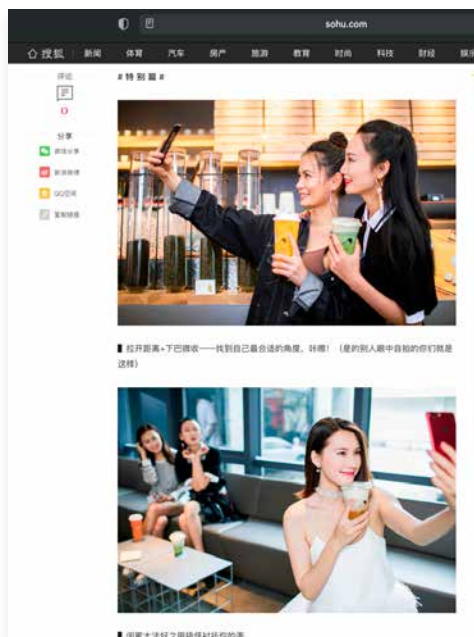 sohu.com
搜狐 新闻 体育 汽车 房产 旅游 教育 时尚 科技 财经 娱乐
评论
#特别篇#
0
分享
微信分享
新浪微博
QQ空间
复制链接
拉开距离+下巴微收——找到自己最合适的角度，咔嚓！（是的别人眼中自拍的你们就是
这样）